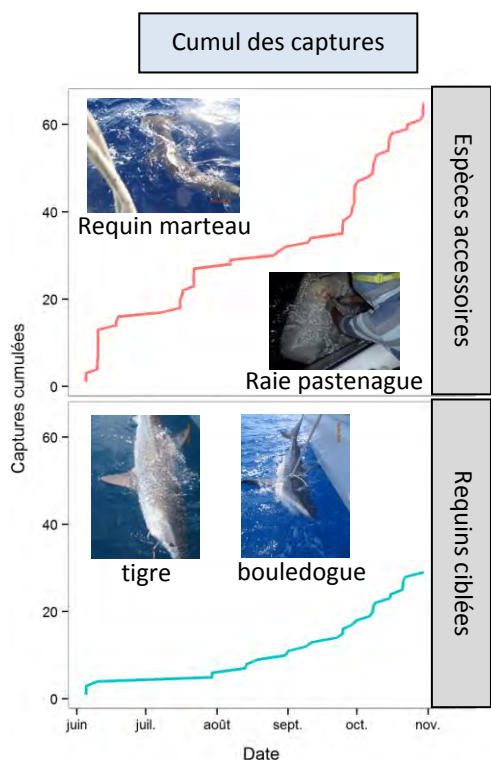 Cumul des captures
Requin marteau
Raie pastenague
Espèces accessoires
60
40
20
0
Captures cumulées
tigre
bouledogue
Requins ciblées
60
40
20
0
juin
juil.
août
sept.
oct.
nov.
Date